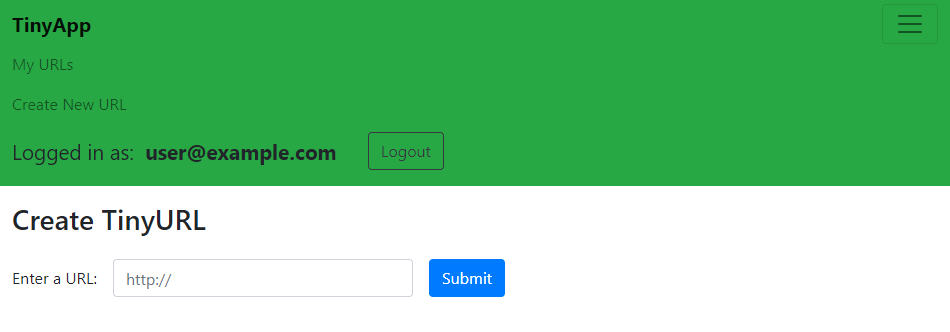 TinyApp
My URLs
Create New URL
Logged in as: user@example.com Logout
Create TinyURL
Enter a URL: http:// Submit